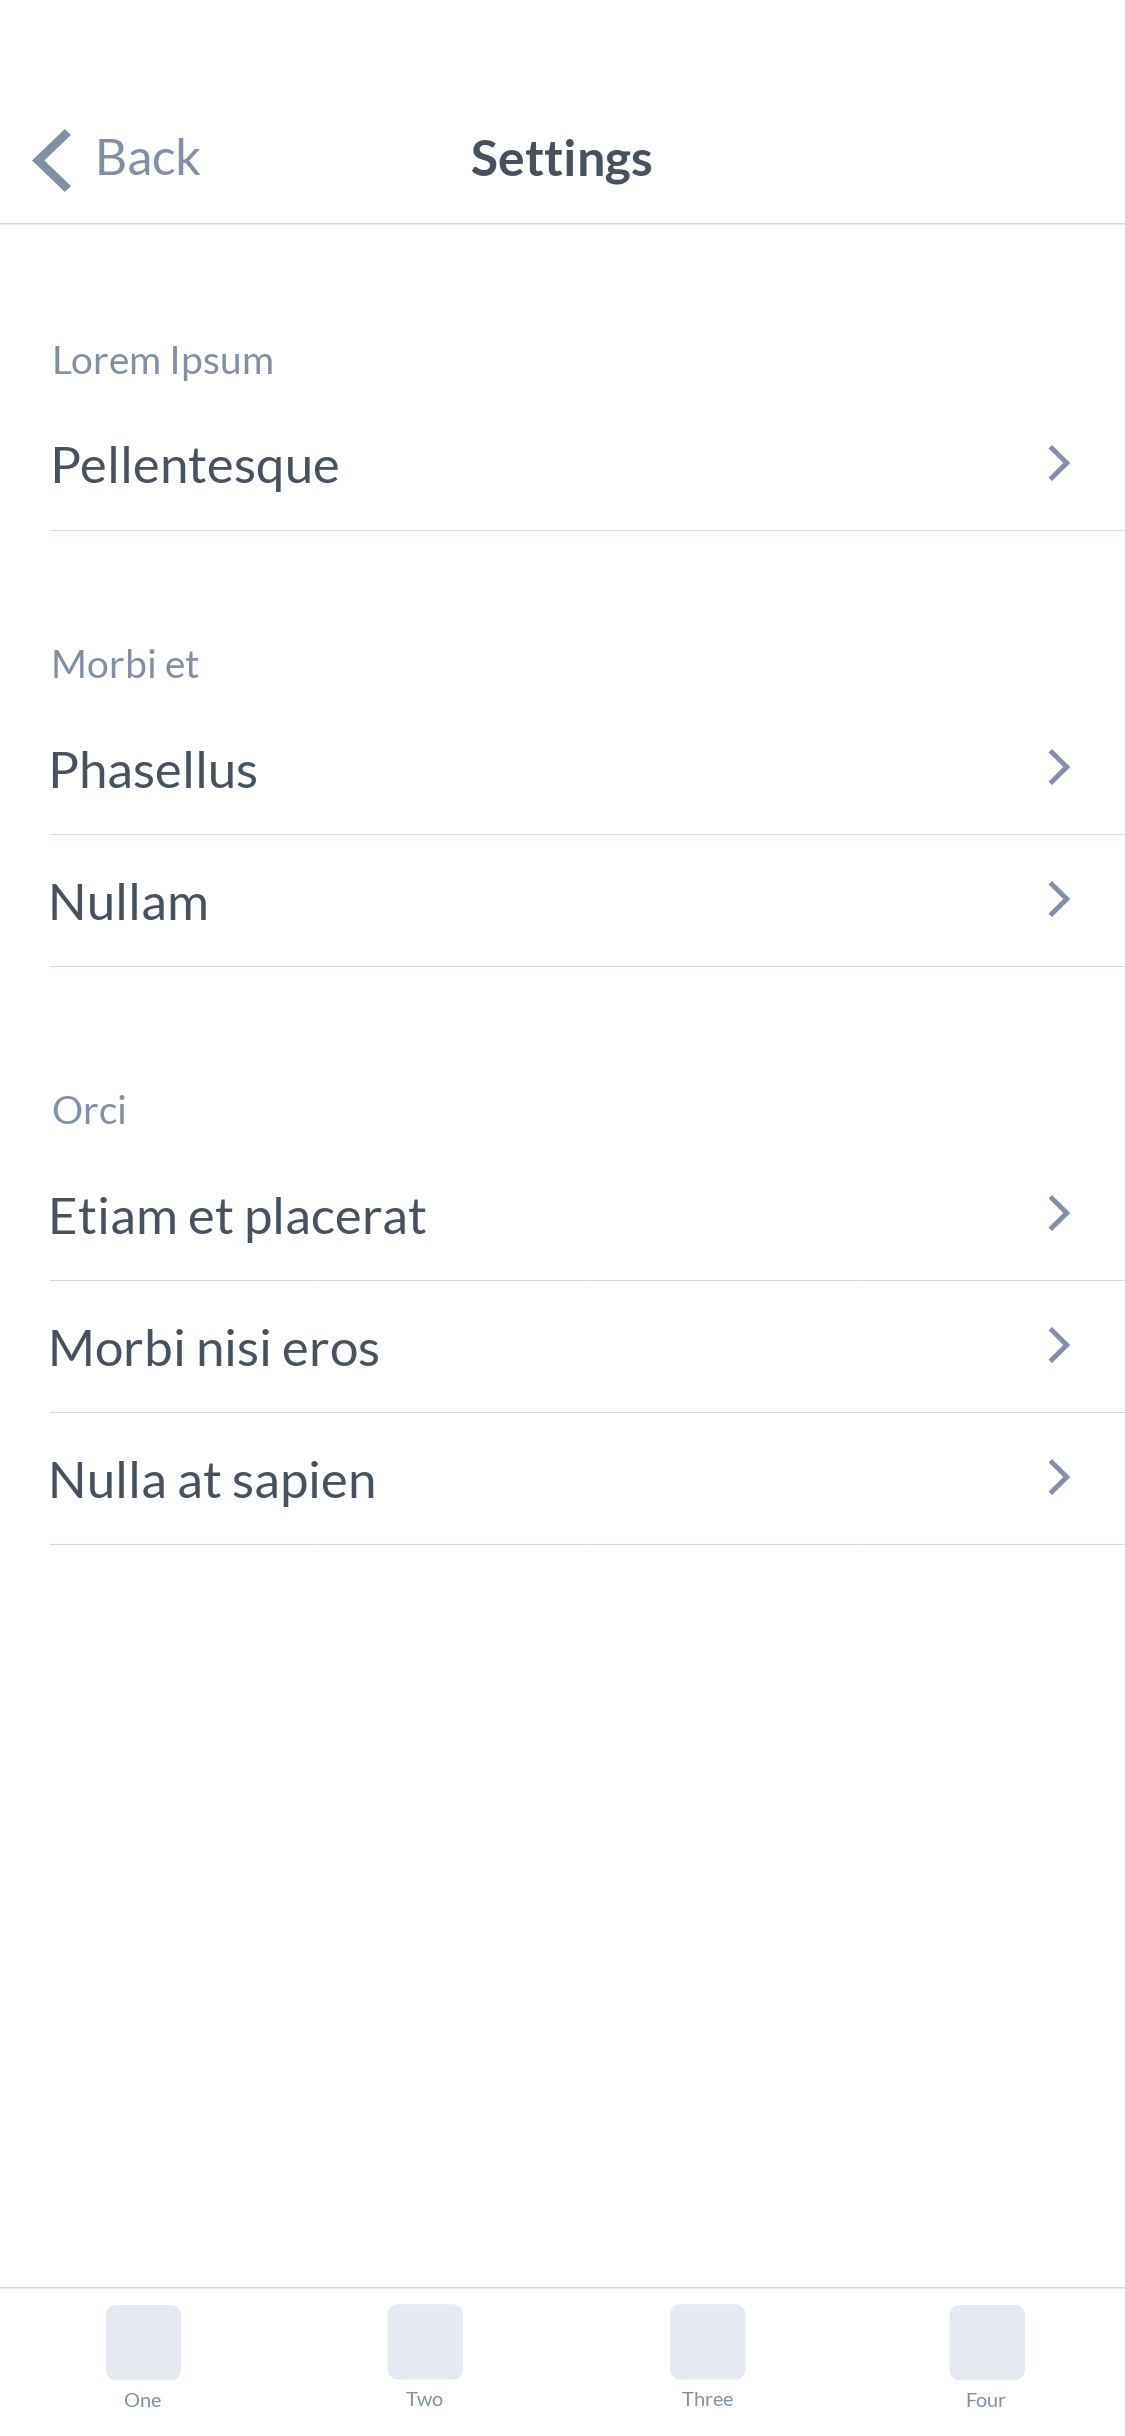 Back
Settings
Lorem Ipsum
Pellentesque
Morbi et
Phasellus
Nullam
Orci
Etiam et placerat
Morbi nisi eros
Nulla at sapien
One
Two
Three
Four